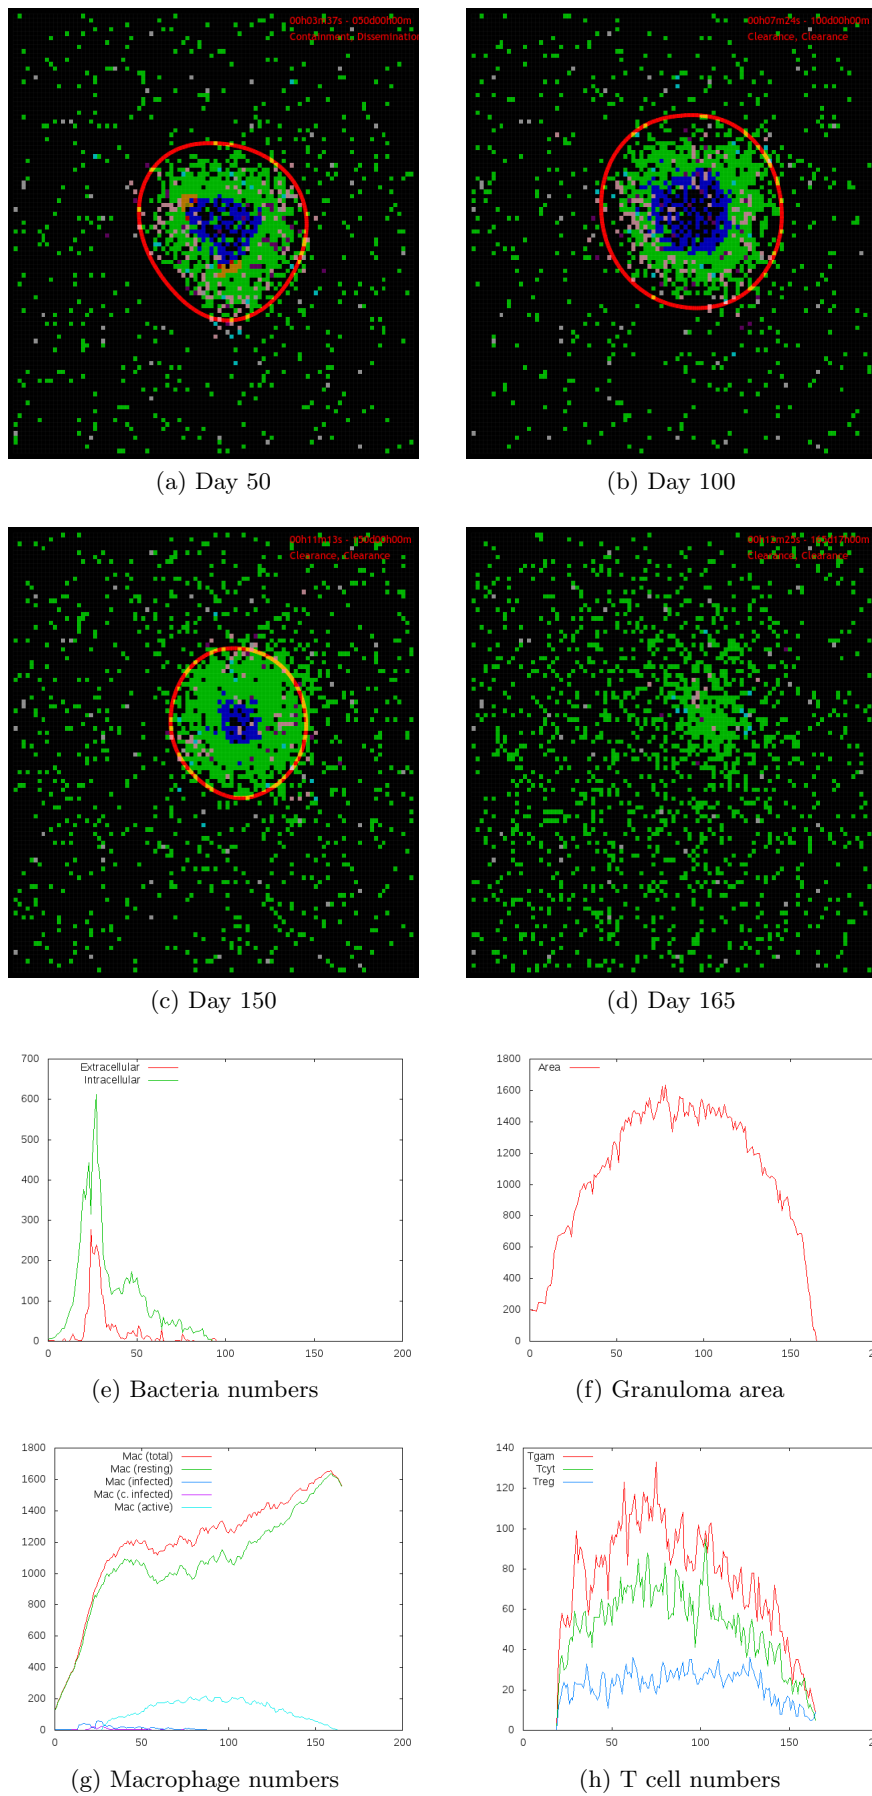 00h03m37s - 050d00h00m
Containment, Dissemination
00h07m24s - 100d00h00m
Clearance, Clearance
(a) Day 50
(b) Day 100
00h11m13s - 150d00h00m
Clearance, Clearance
Clearance, Clearance
(c) Day 150
(d) Day 165
700
600
500
400
300
200
100
0
0
50
100
150
200
Extracellular
Intracellular
1800
1600
1400
1200
1000
800
600
400
200
0
0
50
100
150
Area
(e) Bacteria numbers
(f) Granuloma area
1800
1600
1400
1200
1000
800
600
400
200
0
0
50
100
150
200
Mac (total)
Mac (resting)
Mac (infected)
Mac (c. infected)
Mac (active)
140
120
100
80
60
40
20
0
0
50
100
150
Tgam
Tcyt
Treg
(g) Macrophage numbers
(h) T cell numbers